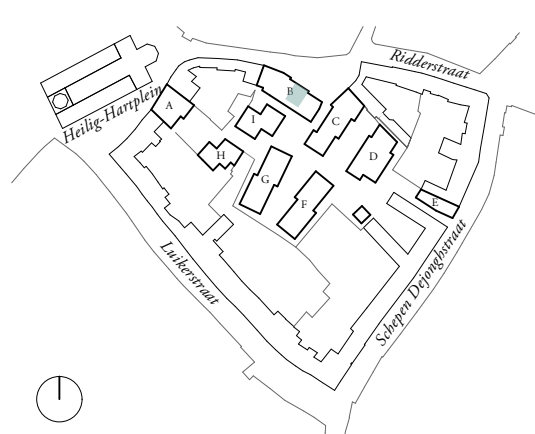 Ridderstraat
Heilig-Hartplein
A
B
I
C
D
H
G
F
E
Luikerstraat
Schepen Dejonghstraat